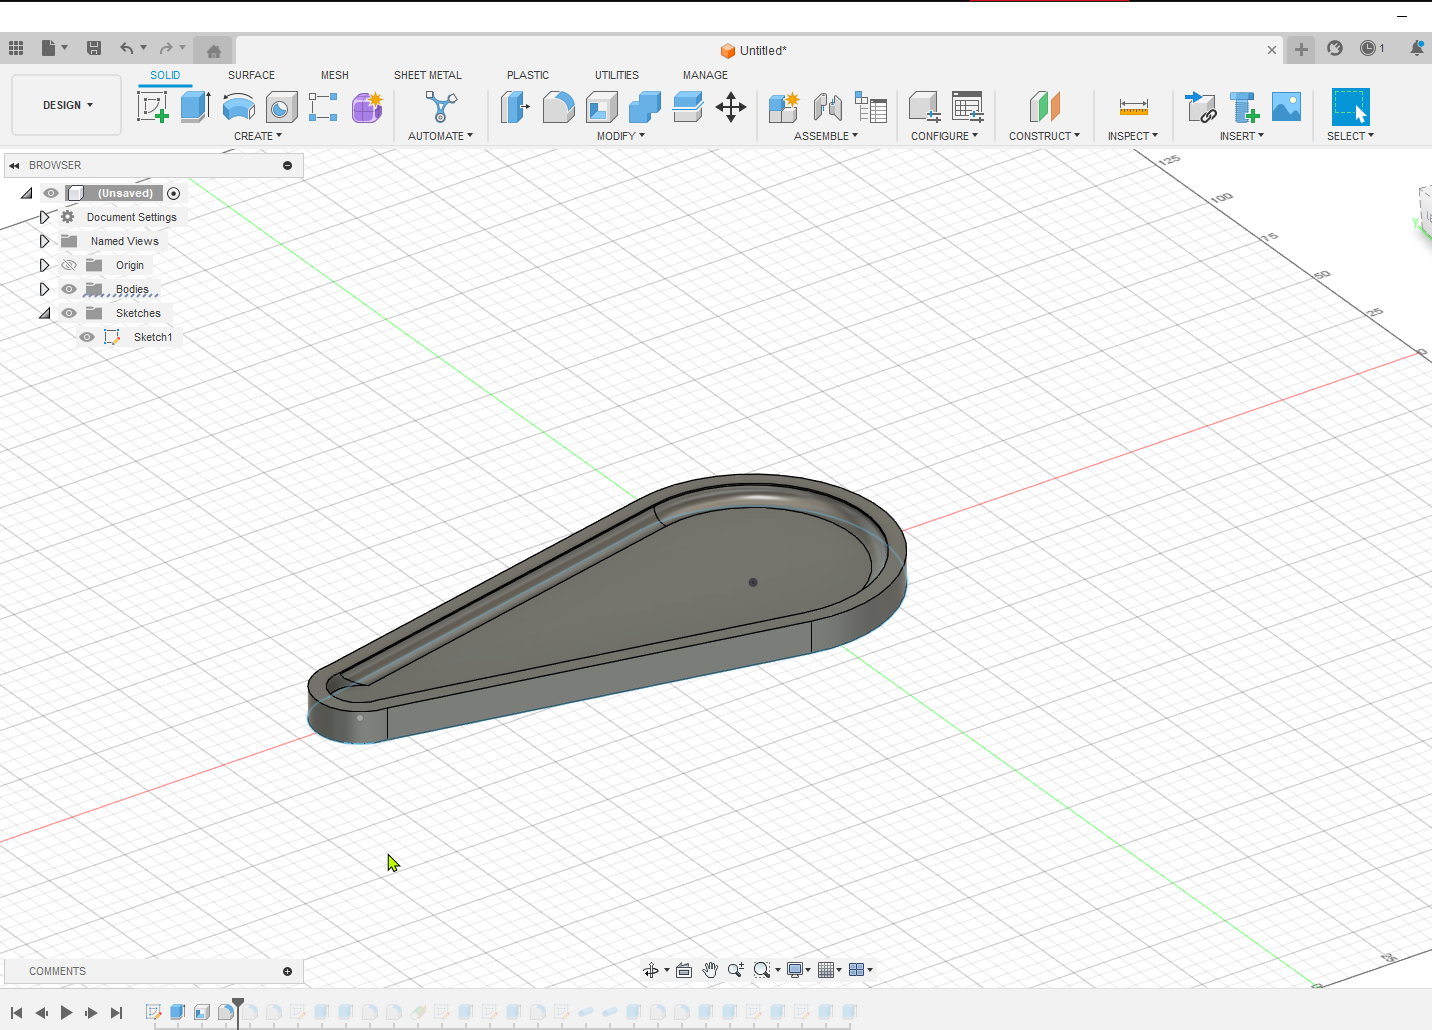 Untitled*
1
SOLID SURFACE MESH SHEET METAL PLASTIC UTILITIES MANAGE
DESIGN
CREATE AUTOMATE MODIFY ASSEMBLE CONFIGURE CONSTRUCT INSPECT INSERT SELECT
BROWSER
(Unsaved)
Document Settings
Named Views
Origin
Bodies
Sketches
Sketch1
125
100
75
50
25
0
Y
COMMENTS